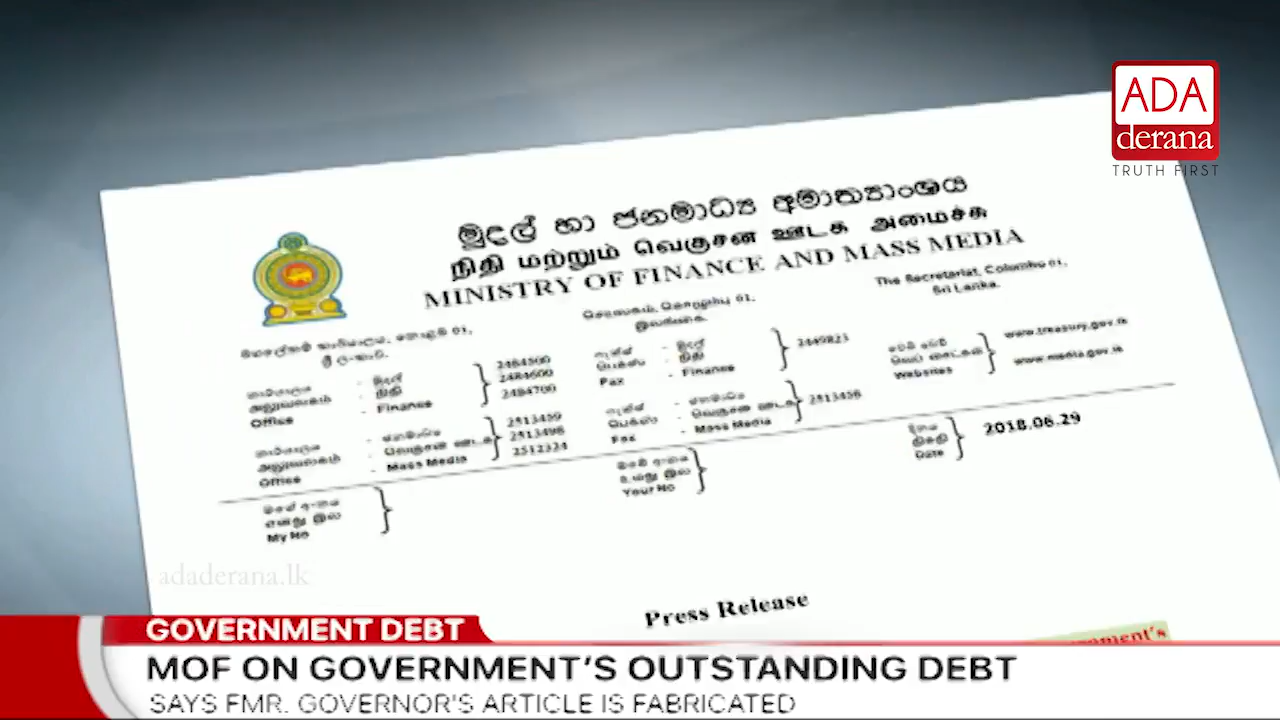 ADA
derana
TRUTH FIRST
මුදල් හා ජනමාධ්‍ය අමාත්‍යාංශය
நிதி மற்றும் வெகுசன ஊடக அமைச்சு
MINISTRY OF FINANCE AND MASS MEDIA
The Secretariat, Colombo 01,
Sri Lanka.
ශ්‍රී ලංකාව.
இலங்கை.
Office
- Finance
2484500
2484600
2484700
Fax
- Finance
2449823
Websites
www.treasury.gov.lk
www.media.gov.lk
Office
- Mass Media
2513459
2513498
2512324
Fax
- Mass Media
2513458
Date
2018.06.29
My No
Your No
adaderana.lk
Press Release
GOVERNMENT DEBT
MOF ON GOVERNMENT'S OUTSTANDING DEBT
SAYS FMR. GOVERNOR'S ARTICLE IS FABRICATED